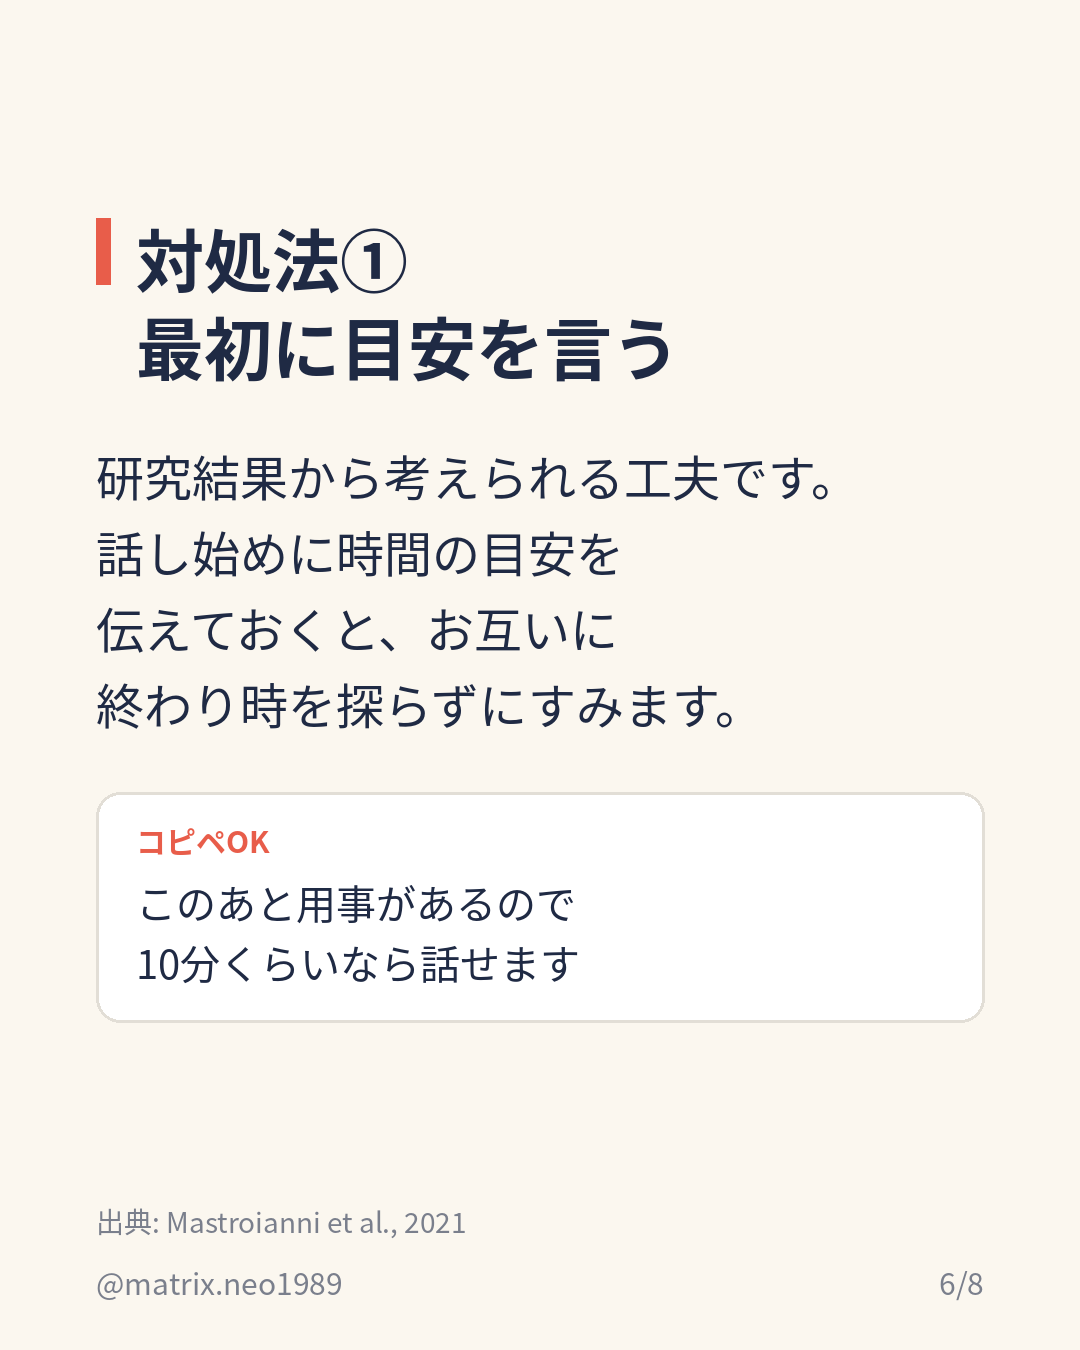 対処法①
最初に目安を言う
研究結果から考えられる工夫です。
話し始めに時間の目安を
伝えておくと、お互いに
終わり時を探らずにすみます。
コピペOK
このあと用事があるので
10分くらいなら話せます
出典: Mastroianni et al., 2021
@matrix.neo1989
6/8